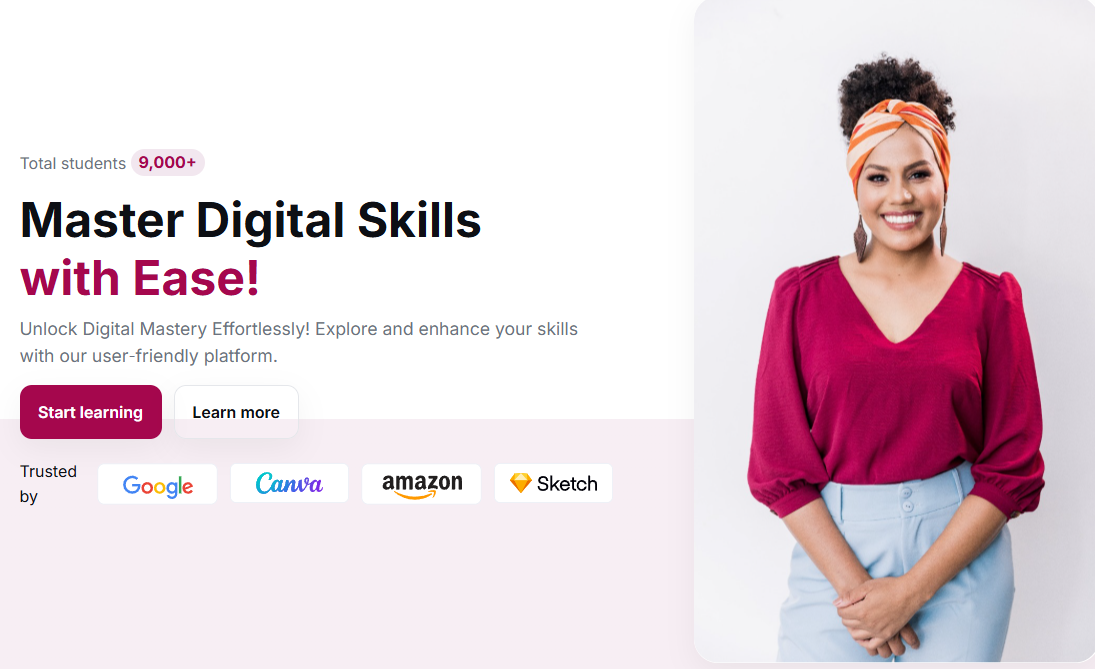 Total students 9,000+
Master Digital Skills
with Ease!
Unlock Digital Mastery Effortlessly! Explore and enhance your skills
with our user-friendly platform.
Start learning Learn more
Trusted
by
Google Canva amazon Sketch